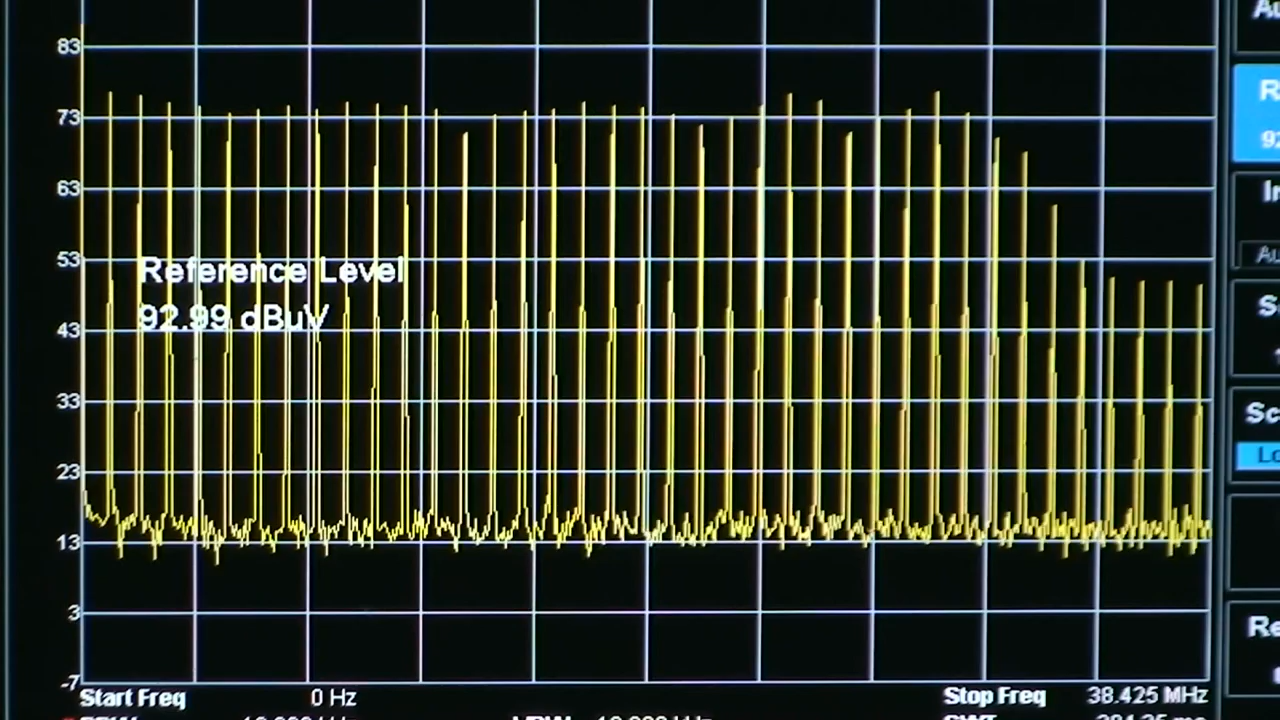 83
73
63
53
43
33
23
13
3
-7
Reference Level
92.99 dBuV
Start Freq 0 Hz
Stop Freq 38.425 MHz